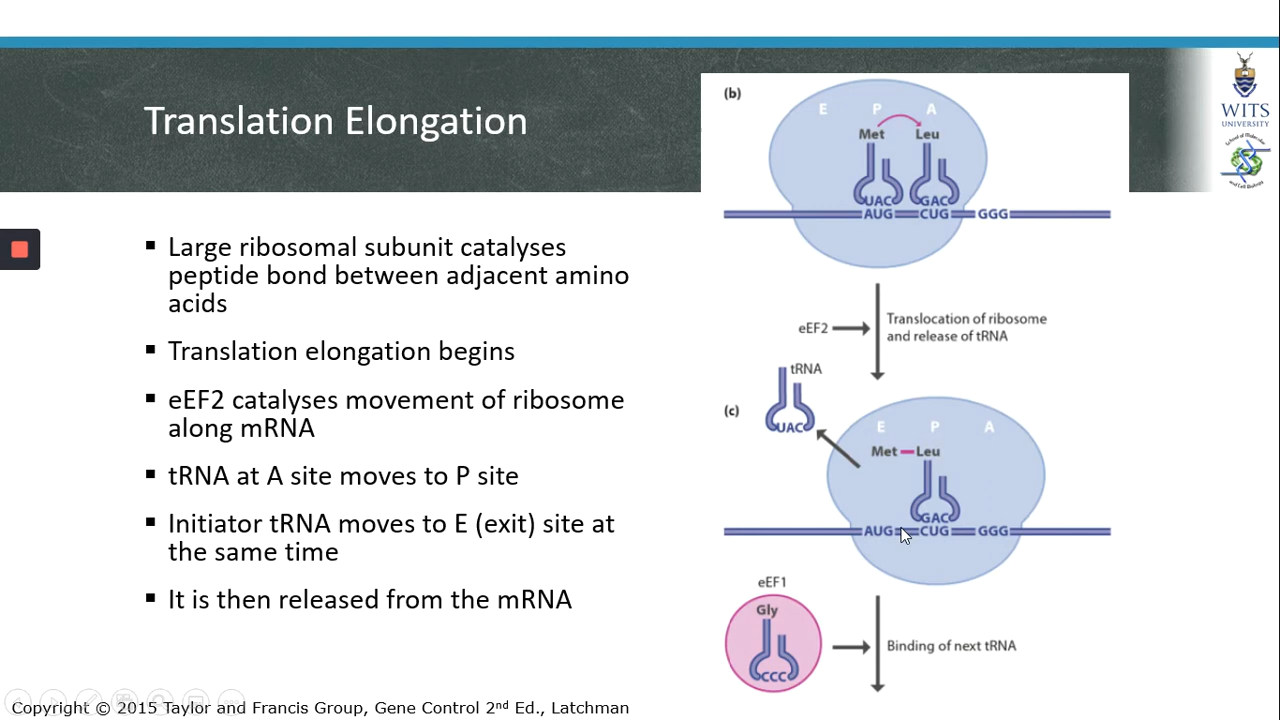 Translation Elongation
WITS
UNIVERSITY
▪ Large ribosomal subunit catalyses
peptide bond between adjacent amino
acids
▪ Translation elongation begins
▪ eEF2 catalyses movement of ribosome
along mRNA
▪ tRNA at A site moves to P site
▪ Initiator tRNA moves to E (exit) site at
the same time
▪ It is then released from the mRNA
(b)
E P A
Met Leu
UAC GAC
AUG CUG GGG
eEF2
Translocation of ribosome
and release of tRNA
tRNA
UAC
(c)
E P A
Met Leu
GAC
AUG CUG GGG
eEF1
Gly
CCC
Binding of next tRNA
Copyright © 2015 Taylor and Francis Group, Gene Control 2nd Ed., Latchman